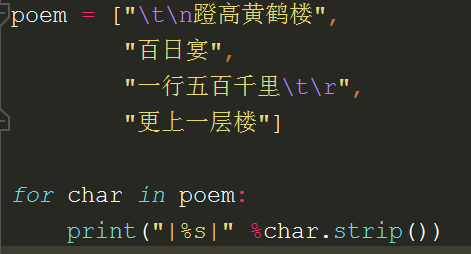 poem = ["\t\n蹬高黄鹤楼",
"百日宴",
"一行五百千里\t\r",
"更上一层楼"]
for char in poem:
print("|%s|" %char.strip())